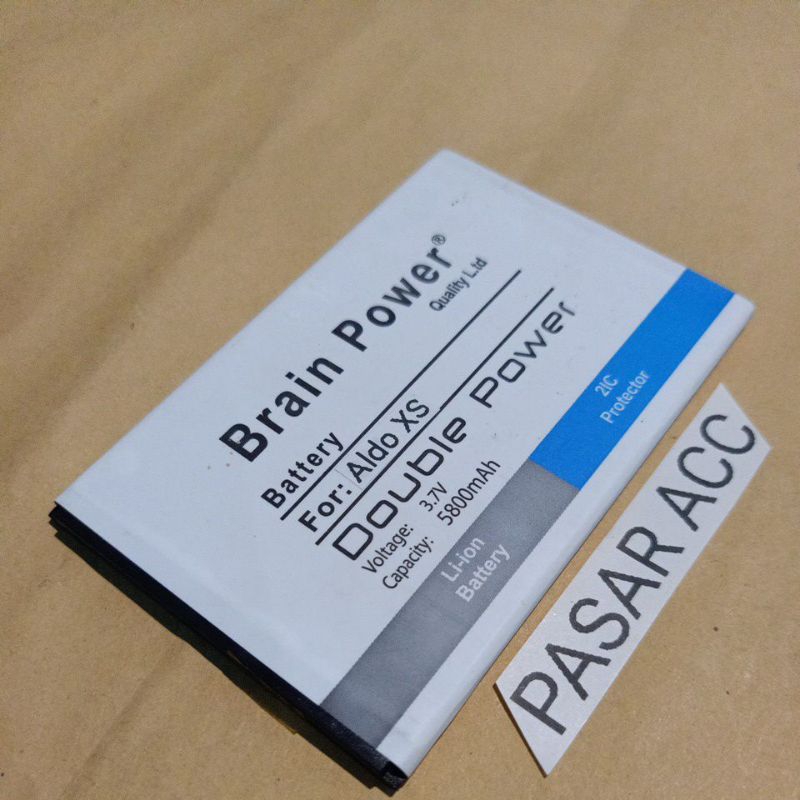 Brain Power®
Quality L.td
Battery
For: Aldo XS
Double Power
Voltage: 3.7V
Capacity: 5800mAh
Li-ion
Battery
2IC
Protector
PASAR ACC